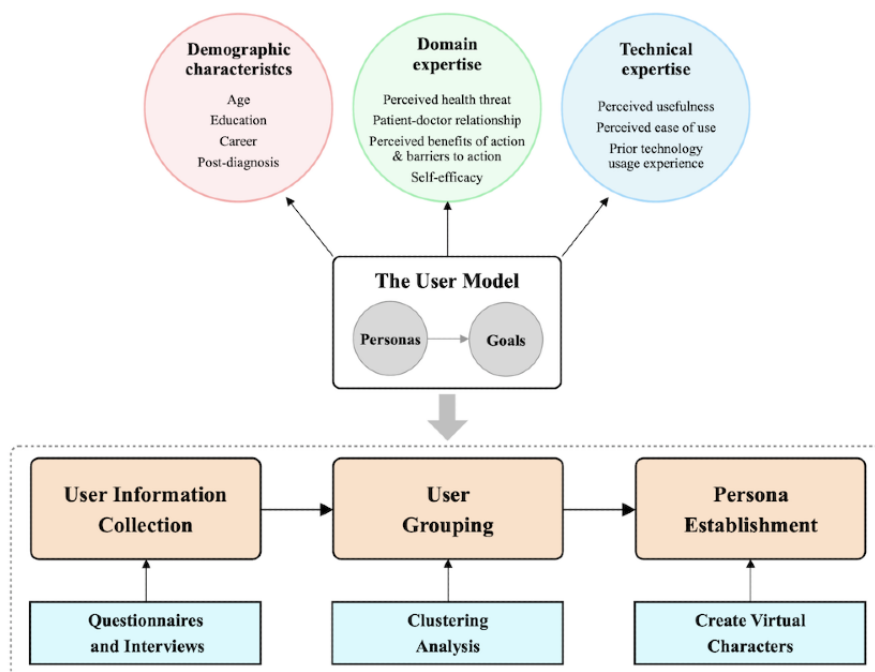 Demographic
characteristcs
Age
Education
Career
Post-diagnosis
Domain
expertise
Perceived health threat
Patient-doctor relationship
Perceived benefits of action
& barriers to action
Self-efficacy
Technical
expertise
Perceived usefulness
Perceived ease of use
Prior technology
usage experience
The User Model
Personas
Goals
User Information
Collection
User
Grouping
Persona
Establishment
Questionnaires
and Interviews
Clustering
Analysis
Create Virtual
Characters